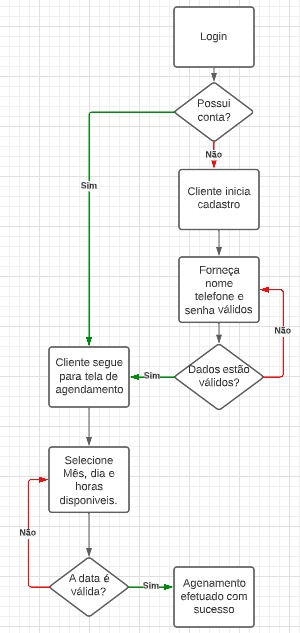 Login
Possui
conta?
Não
Sim
Cliente inicia
cadastro
Forneça
nome
telefone e
senha válidos
Não
Dados estão
válidos?
Sim
Cliente segue
para tela de
agendamento
Selecione
Mês, dia e
horas
disponiveis.
Não
A data é
válida?
Sim
Agenamento
efetuado com
sucesso